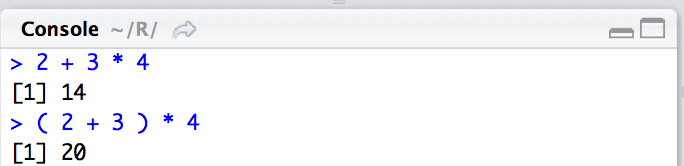 Console ~/R/
> 2 + 3 * 4
[1] 14
> ( 2 + 3 ) * 4
[1] 20